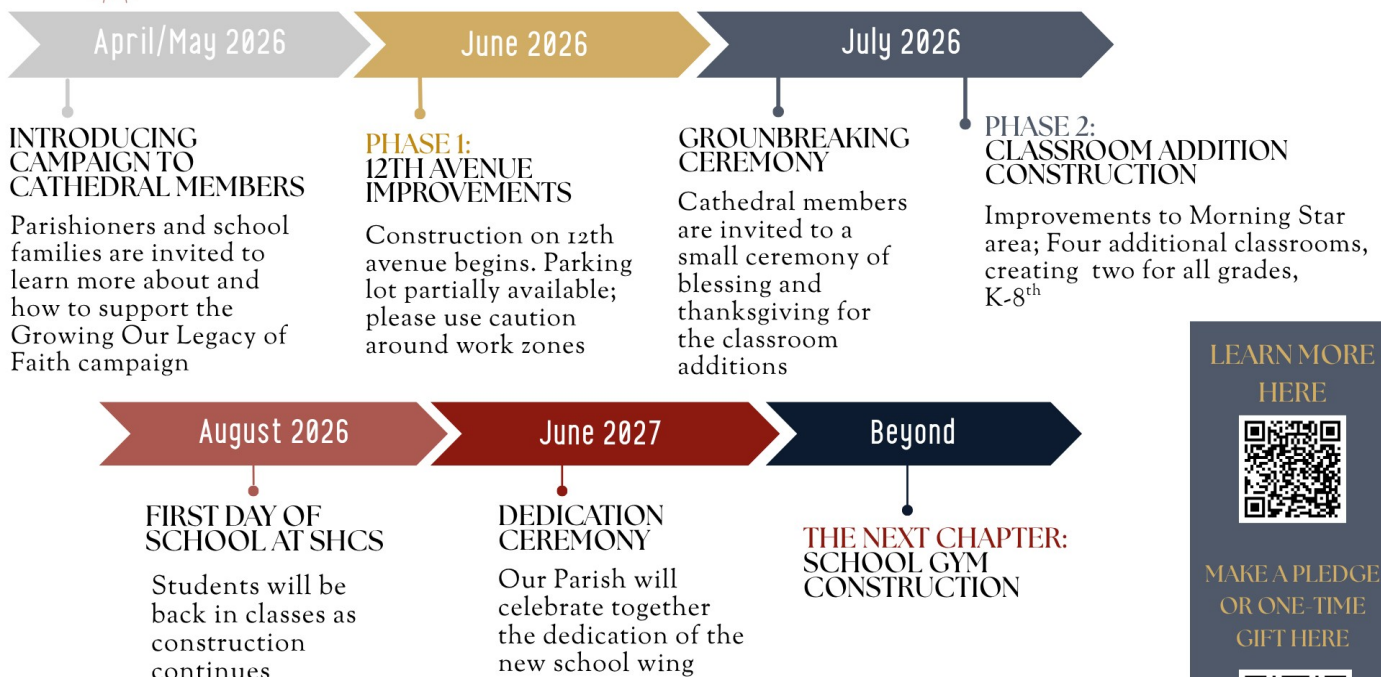 April/May 2026
June 2026
July 2026
INTRODUCING
CAMPAIGN TO
CATHEDRAL MEMBERS
Parishioners and school
families are invited to
learn more about and
how to support the
Growing Our Legacy of
Faith campaign
PHASE 1:
12TH AVENUE
IMPROVEMENTS
Construction on 12th
avenue begins. Parking
lot partially available;
please use caution
around work zones
GROUNBREAKING
CEREMONY
Cathedral members
are invited to a
small ceremony of
blessing and
thanksgiving for
the classroom
additions
PHASE 2:
CLASSROOM ADDITION
CONSTRUCTION
Improvements to Morning Star
area; Four additional classrooms,
creating two for all grades,
K-8th
August 2026
June 2027
Beyond
FIRST DAY OF
SCHOOL AT SHCS
Students will be
back in classes as
construction
continues
DEDICATION
CEREMONY
Our Parish will
celebrate together
the dedication of the
new school wing
THE NEXT CHAPTER:
SCHOOL GYM
CONSTRUCTION
LEARN MORE
HERE
MAKE A PLEDGE
OR ONE-TIME
GIFT HERE